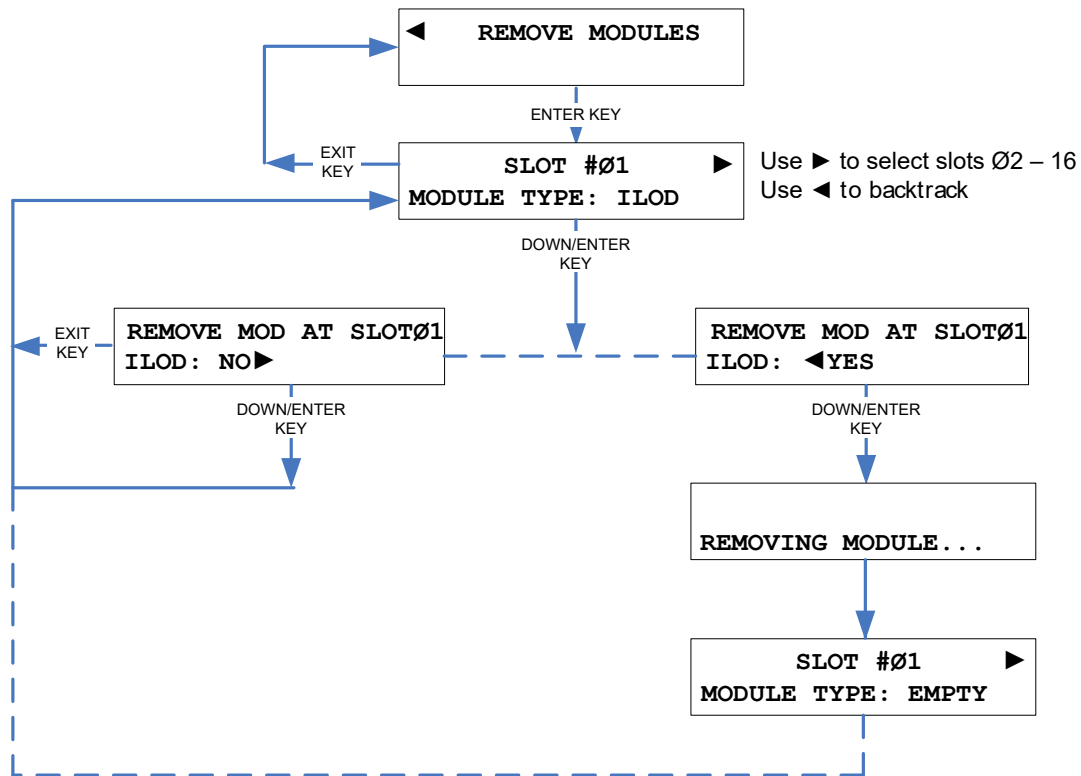 ◄ REMOVE MODULES
ENTER KEY
EXIT
KEY
SLOT #Ø1 ►
MODULE TYPE: ILOD
Use ► to select slots Ø2 – 16
Use ◄ to backtrack
DOWN/ENTER
KEY
EXIT
KEY
REMOVE MOD AT SLOTØ1
ILOD: NO►
REMOVE MOD AT SLOTØ1
ILOD: ◄YES
DOWN/ENTER
KEY
DOWN/ENTER
KEY
REMOVING MODULE...
SLOT #Ø1 ►
MODULE TYPE: EMPTY